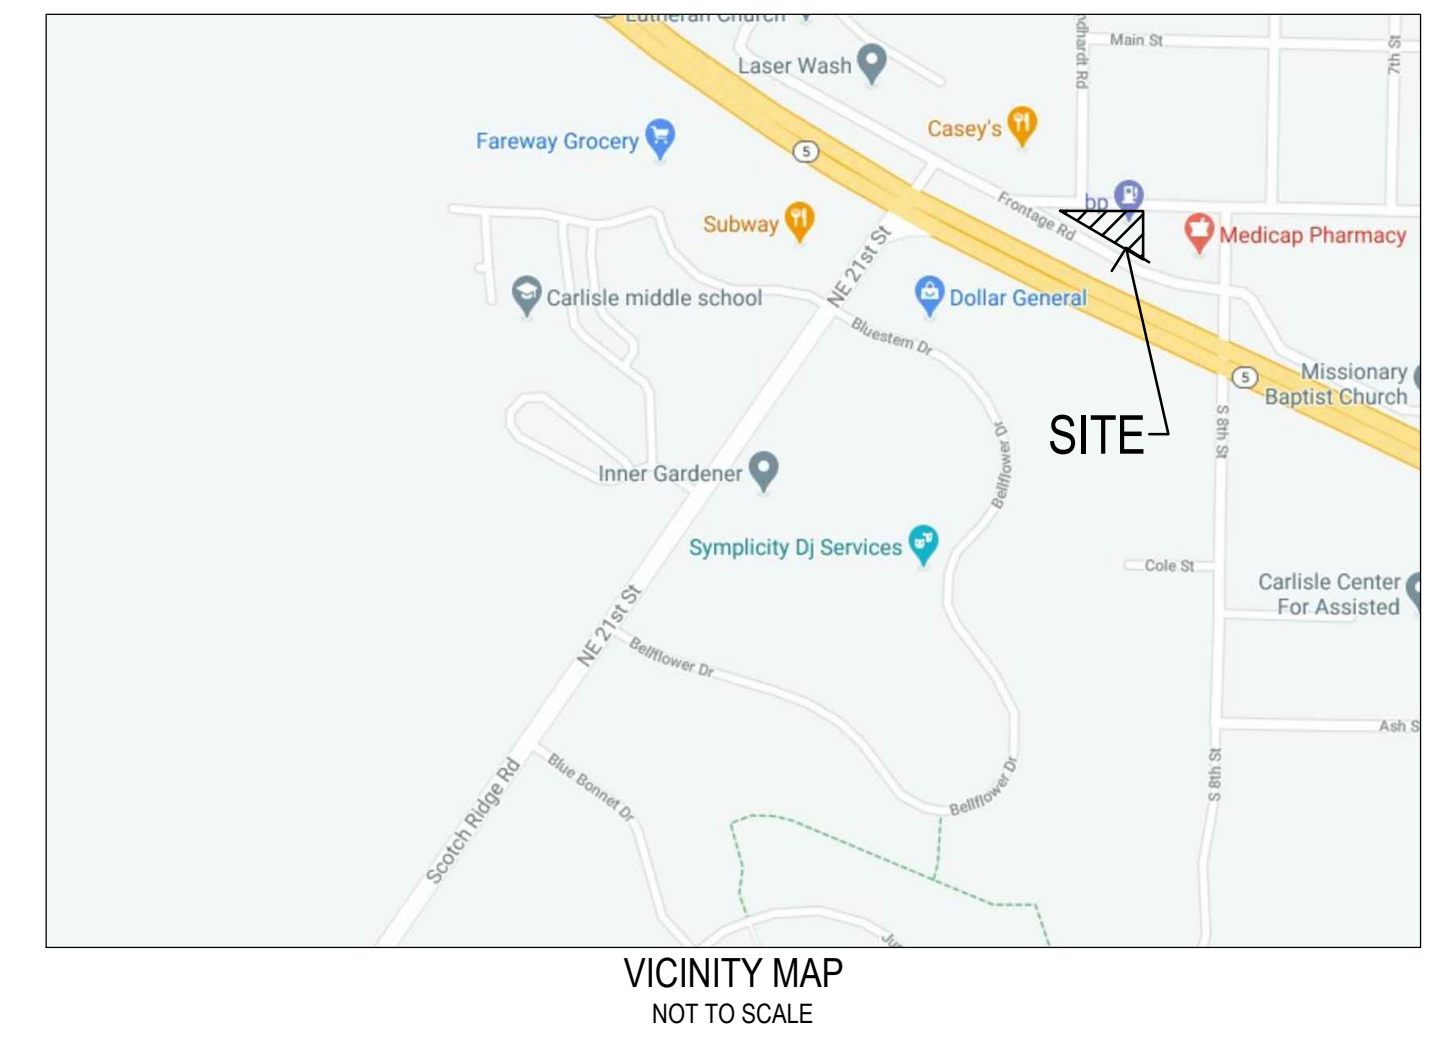 Lutheran Church
Main St
7th St
Laser Wash
Casey's
Fareway Grocery
5
bp
Frontage Rd
Subway
Medicap Pharmacy
NE 21st St
Carlisle middle school
Dollar General
Bluestem Dr
Missionary
Baptist Church
5
SITE
S 8th St
Bellflower Dr
Inner Gardener
Symplicity Dj Services
Cole St
Carlisle Center
For Assisted
NE 21st St
Bellflower Dr
Ash S
Blue Bonnet Dr
Scotch Ridge Rd
Bellflower Dr
S 8th St
VICINITY MAP
NOT TO SCALE